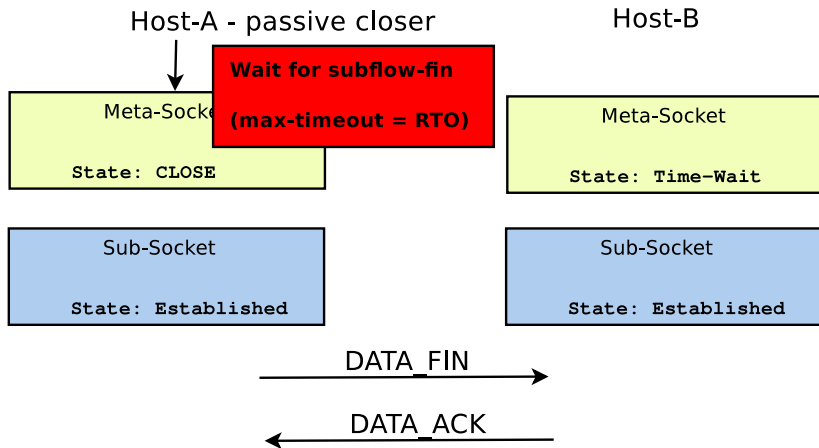 Host-A - passive closer
Host-B
Wait for subflow-fin
(max-timeout = RTO)
Meta-Socke
State: CLOSE
Meta-Socket
State: Time-Wait
Sub-Socket
State: Established
Sub-Socket
State: Established
DATA_FIN
DATA_ACK